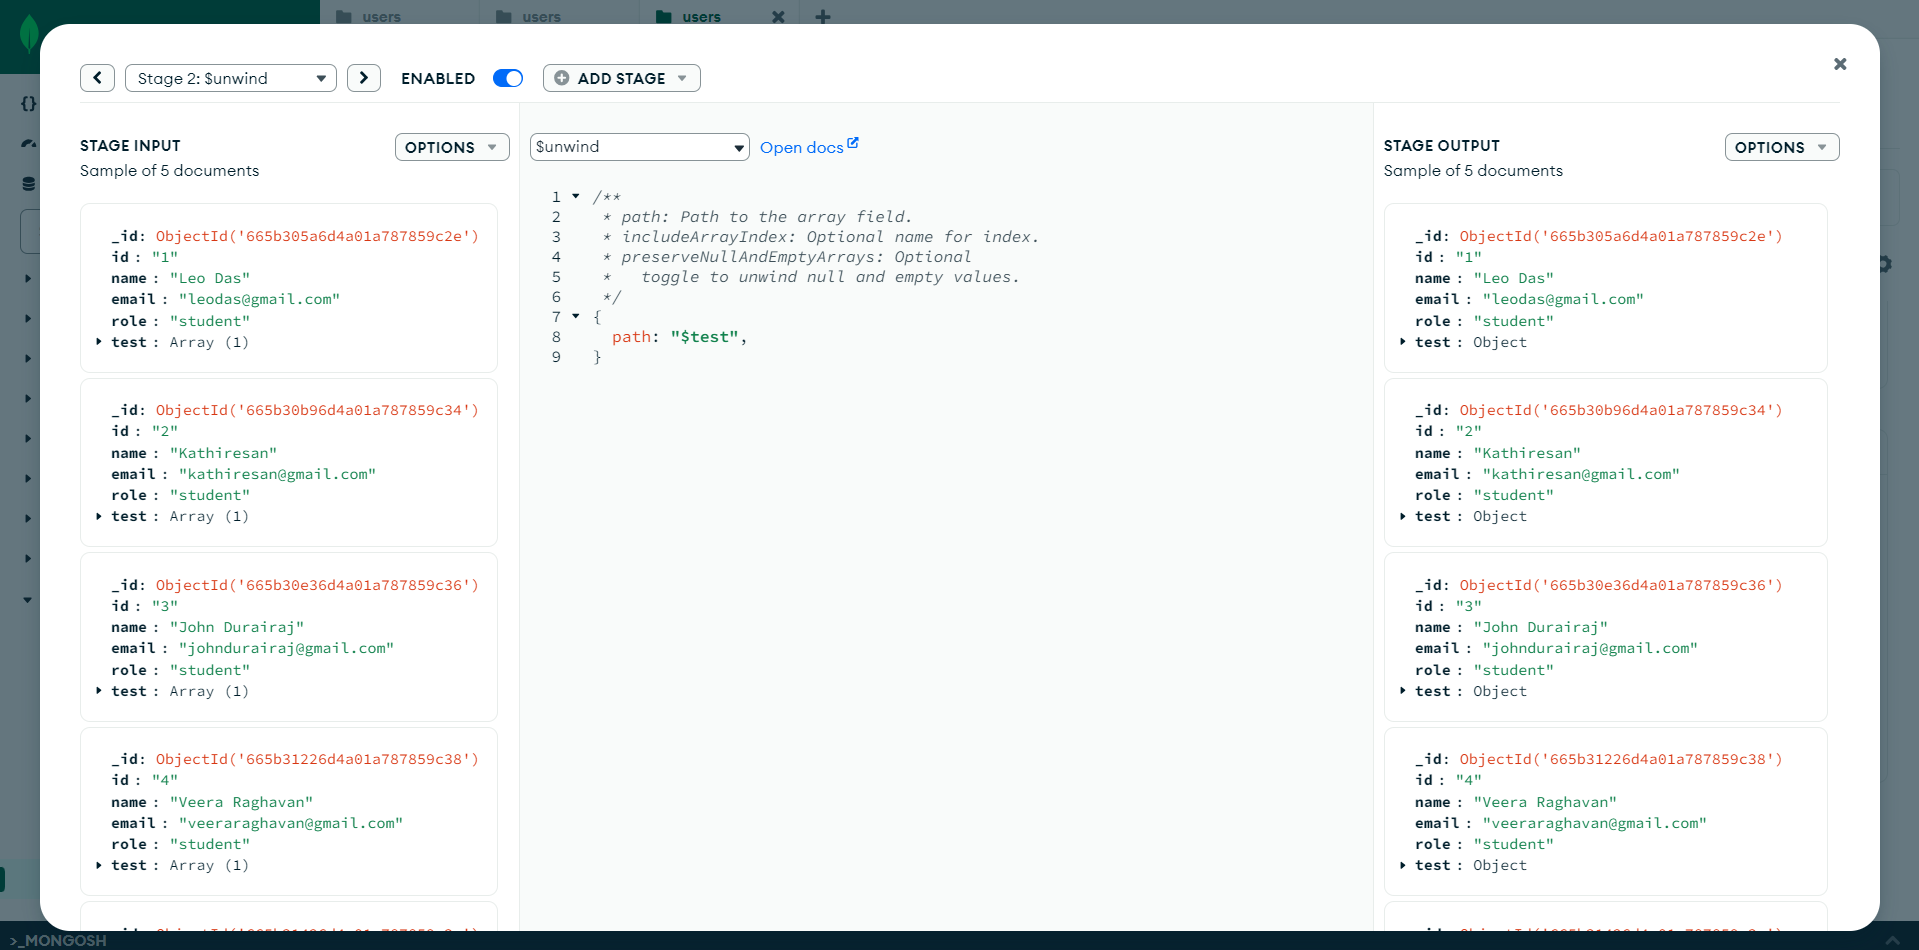 users
users
users
Stage 2: $unwind
ENABLED
ADD STAGE
STAGE INPUT
OPTIONS
Sample of 5 documents
_id: ObjectId('665b305a6d4a01a787859c2e')
id : "1"
name : "Leo Das"
email : "leodas@gmail.com"
role : "student"
test : Array (1)
_id: ObjectId('665b30b96d4a01a787859c34')
id : "2"
name : "Kathiresan"
email : "kathiresan@gmail.com"
role : "student"
test : Array (1)
_id: ObjectId('665b30e36d4a01a787859c36')
id : "3"
name : "John Durairaj"
email : "johndurairaj@gmail.com"
role : "student"
test : Array (1)
_id: ObjectId('665b31226d4a01a787859c38')
id : "4"
name : "Veera Raghavan"
email : "veeraraghavan@gmail.com"
role : "student"
test : Array (1)
$unwind
Open docs
1 /**
2  * path: Path to the array field.
3  * includeArrayIndex: Optional name for index.
4  * preserveNullAndEmptyArrays: Optional
5  *   toggle to unwind null and empty values.
6  */
7 {
8   path: "$test",
9 }
STAGE OUTPUT
OPTIONS
Sample of 5 documents
_id: ObjectId('665b305a6d4a01a787859c2e')
id : "1"
name : "Leo Das"
email : "leodas@gmail.com"
role : "student"
test : Object
_id: ObjectId('665b30b96d4a01a787859c34')
id : "2"
name : "Kathiresan"
email : "kathiresan@gmail.com"
role : "student"
test : Object
_id: ObjectId('665b30e36d4a01a787859c36')
id : "3"
name : "John Durairaj"
email : "johndurairaj@gmail.com"
role : "student"
test : Object
_id: ObjectId('665b31226d4a01a787859c38')
id : "4"
name : "Veera Raghavan"
email : "veeraraghavan@gmail.com"
role : "student"
test : Object
>_MONGOSH